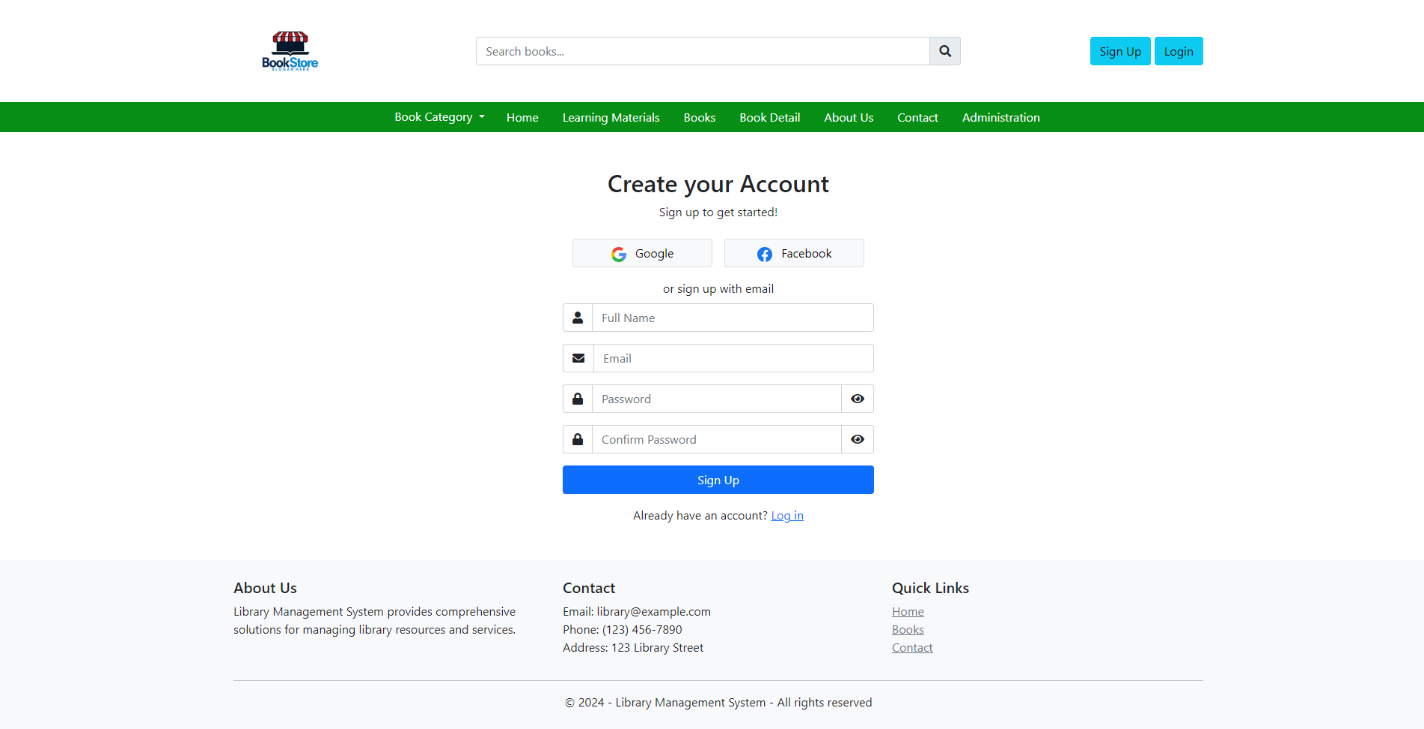 BookStore
SLOGAN HERE
Search books...
Sign Up
Login
Book Category
Home
Learning Materials
Books
Book Detail
About Us
Contact
Administration
Create your Account
Sign up to get started!
Google
Facebook
or sign up with email
Full Name
Email
Password
Confirm Password
Sign Up
Already have an account? Log in
About Us
Library Management System provides comprehensive
solutions for managing library resources and services.
Contact
Email: library@example.com
Phone: (123) 456-7890
Address: 123 Library Street
Quick Links
Home
Books
Contact
© 2024 - Library Management System - All rights reserved